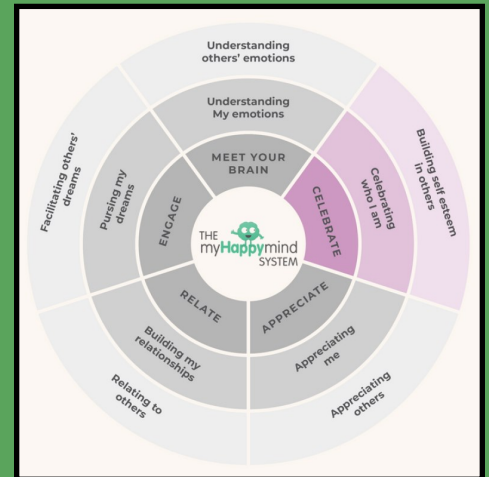 Understanding
others' emotions
Understanding
My emotions
MEET YOUR
BRAIN
Building self esteem
in others
Celebrating
who I am
CELEBRATE
Appreciating
others
Appreciating
me
APPRECIATE
Relating to
others
Building my
relationships
RELATE
Facilitating others'
dreams
Pursing my
dreams
ENGAGE
THE
myHappymind
SYSTEM